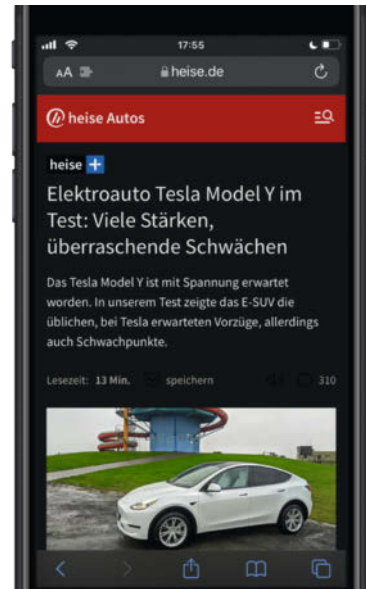 17:55
AA heise.de
heise Autos
heise +
Elektroauto Tesla Model Y im
Test: Viele Stärken,
überraschende Schwächen
Das Tesla Model Y ist mit Spannung erwartet
worden. In unserem Test zeigte das E-SUV die
üblichen, bei Tesla erwarteten Vorzüge, allerdings
auch Schwachpunkte.
Lesezeit: 13 Min. speichern 310